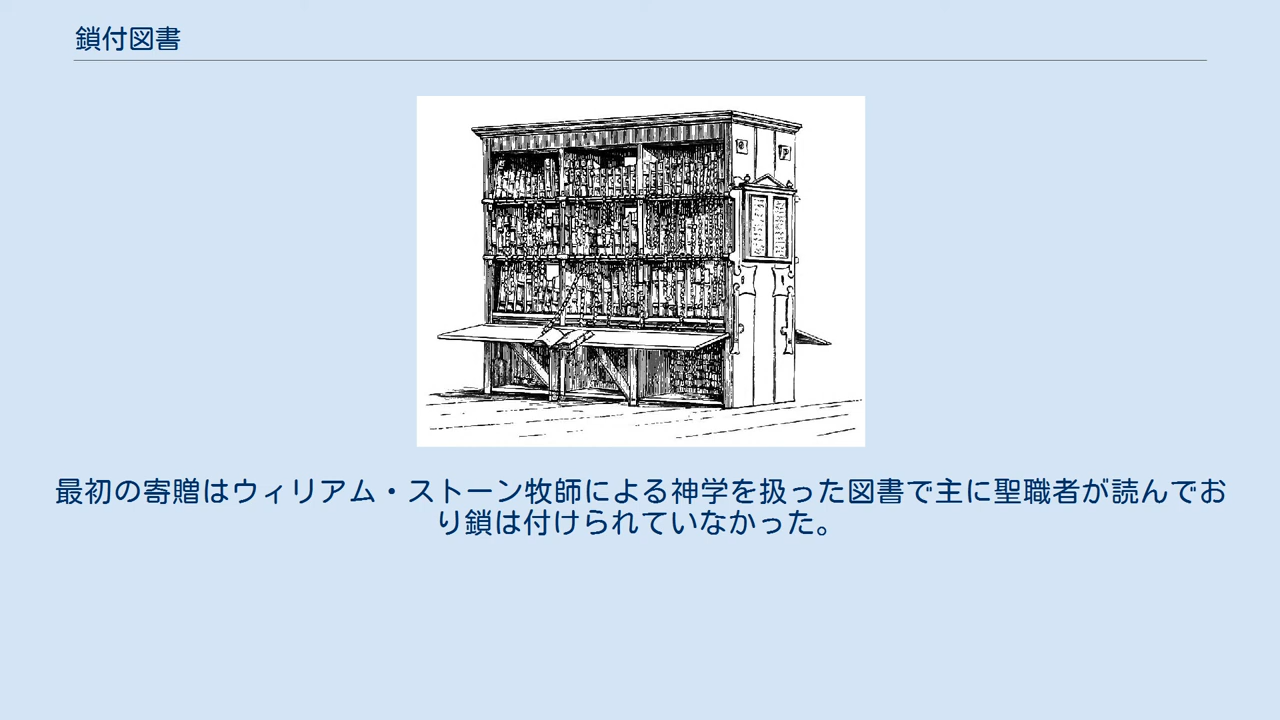 鎖付図書
最初の寄贈はウィリアム・ストーン牧師による神学を扱った図書で主に聖職者が読んでお
り鎖は付けられていなかった。